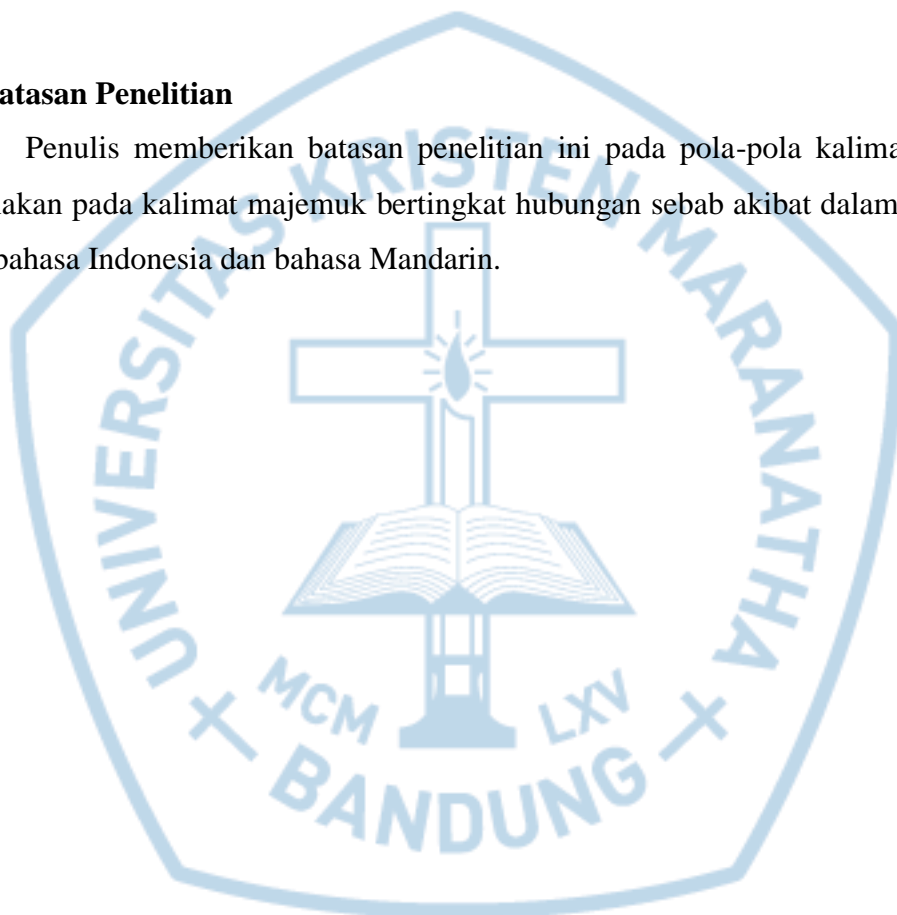 atasan Penelitian
Penulis memberikan batasan penelitian ini pada pola-pola kalima
akan pada kalimat majemuk bertingkat hubungan sebab akibat dalam
bahasa Indonesia dan bahasa Mandarin.
UNIVERSITAS KRISTEN MARANATHA
MCM LXV
BANDUNG